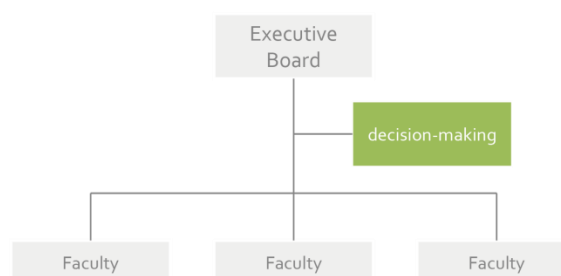 Executive
Board
decision-making
Faculty
Faculty
Faculty